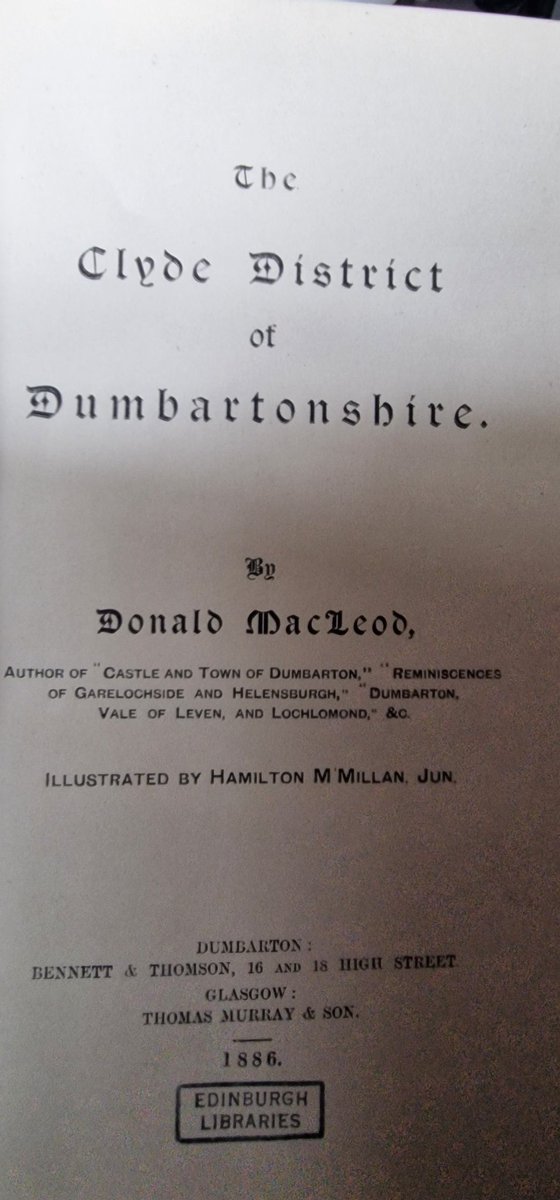 The
Clyde District
of
Dumbartonshire.
By
Donald MacLeod,
AUTHOR OF "CASTLE AND TOWN OF DUMBARTON," "REMINISCENCES
OF GARELOCHSIDE AND HELENSBURGH," "DUMBARTON,
VALE OF LEVEN, AND LOCHLOMOND," &C.
ILLUSTRATED BY HAMILTON M'MILLAN, JUN.
DUMBARTON:
BENNETT & THOMSON, 16 AND 18 HIGH STREET
GLASGOW:
THOMAS MURRAY & SON.
1886.
EDINBURGH
LIBRARIES